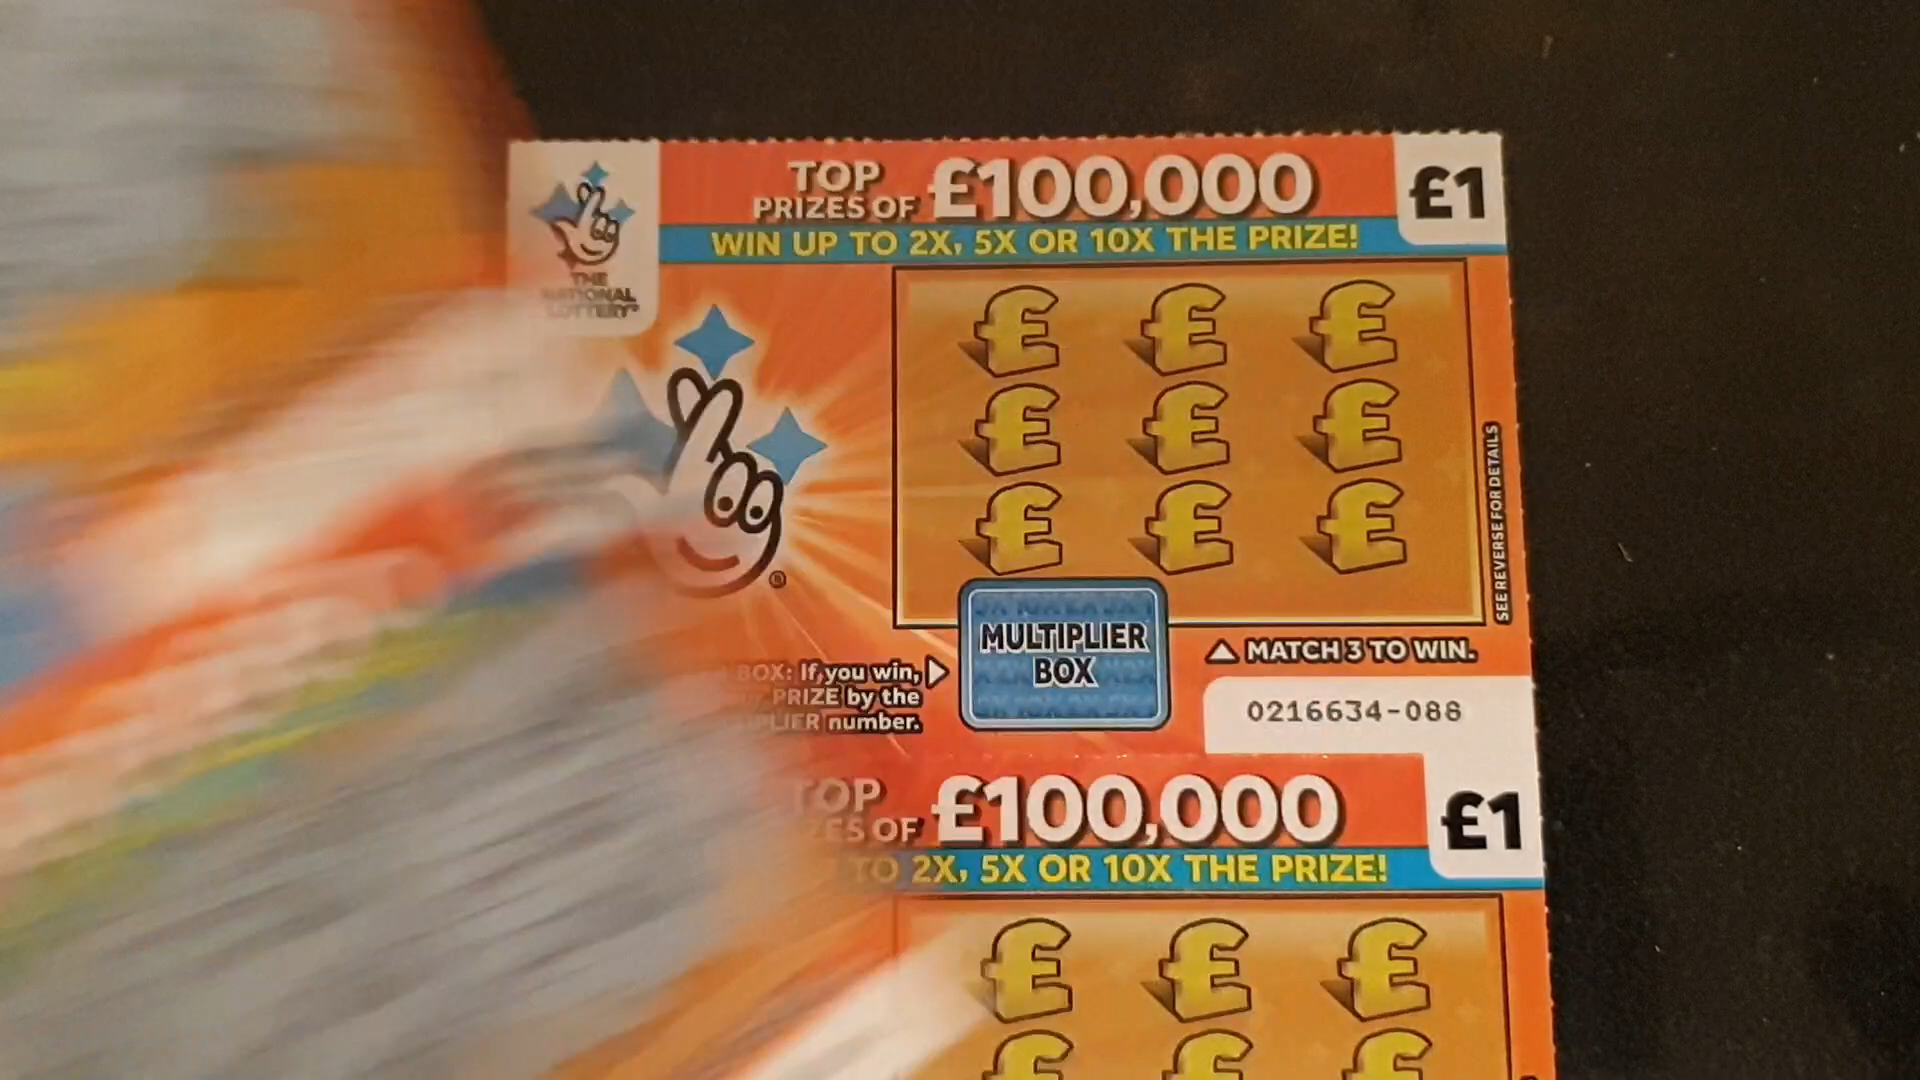 TOP
PRIZES OF £100,000
£1
WIN UP TO 2X, 5X OR 10X THE PRIZE!
THE
NATIONAL
LOTTERY®
£ £ £
£ £ £
£ £ £
®
SEE REVERSE FOR DETAILS
MULTIPLIER
BOX
BOX: If you win,
PRIZE by the
number.
MATCH 3 TO WIN.
0216634-088
TOP
OF £100,000
£1
TO 2X, 5X OR 10X THE PRIZE!
£ £ £
£ £ £